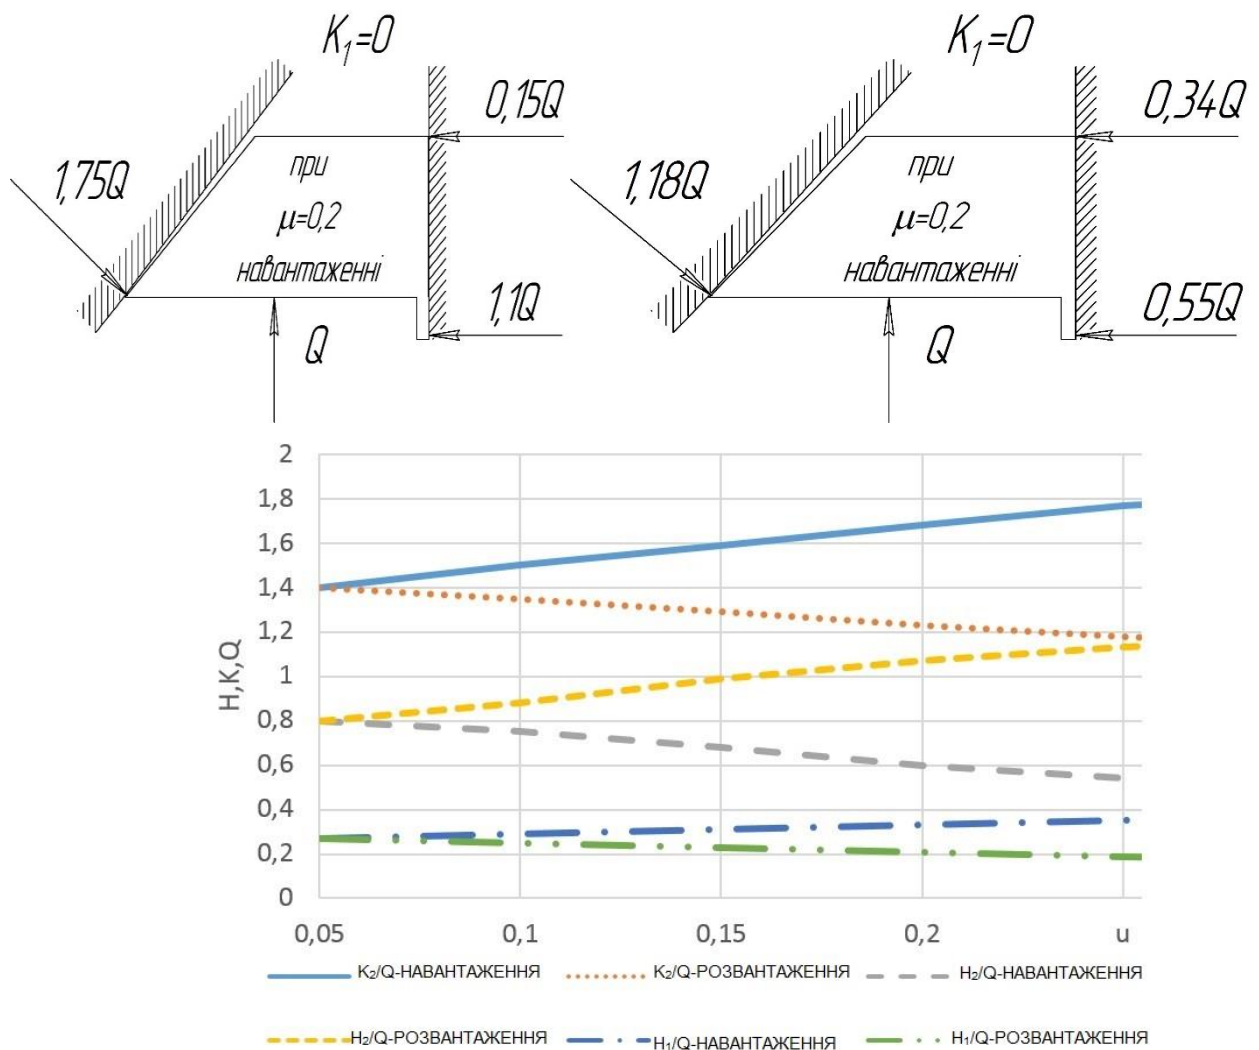 K₁=0
0,15Q
1,75Q
при
μ=0,2
навантаженні
1,1Q
Q
K₁=0
0,34Q
1,18Q
при
μ=0,2
навантаженні
0,55Q
Q
2
1,8
1,6
1,4
1,2
1
0,8
0,6
0,4
0,2
0
H,K,Q
0,05 0,1 0,15 0,2 u
K₂/Q-НАВАНТАЖЕННЯ K₂/Q-РОЗВАНТАЖЕННЯ H₂/Q-НАВАНТАЖЕННЯ
H₂/Q-РОЗВАНТАЖЕННЯ H₁/Q-НАВАНТАЖЕННЯ H₁/Q-РОЗВАНТАЖЕННЯ